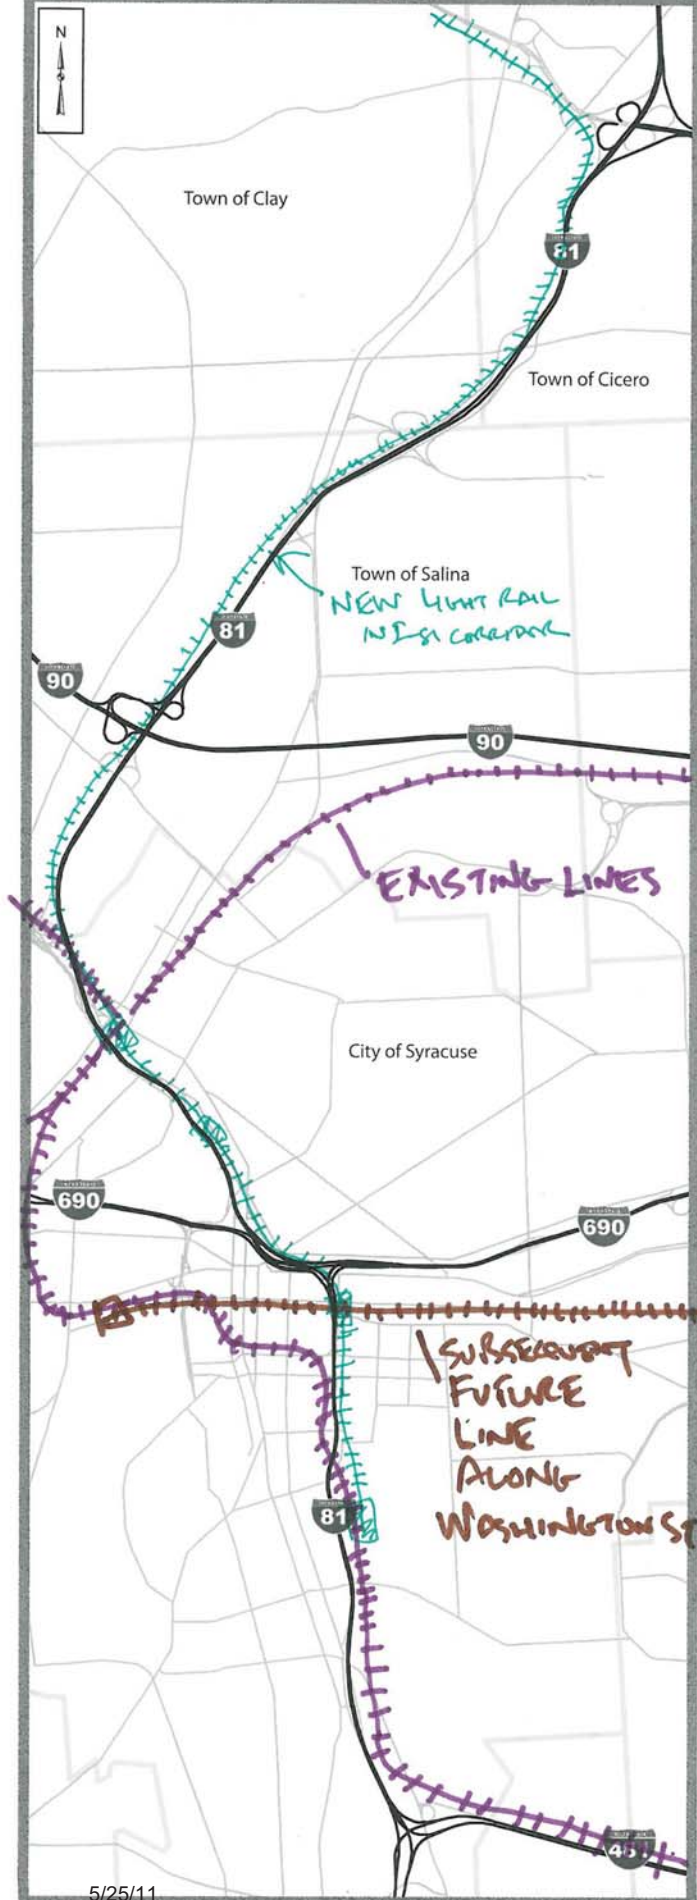 N
Town of Clay
81
Town of Cicero
Town of Salina
NEW LIGHT RAIL
IN I81 CORRIDOR
81
90
90
EXISTING LINES
City of Syracuse
690
690
SUBSEQUENT
FUTURE
LINE
ALONG
WASHINGTON ST
81
481
5/25/11